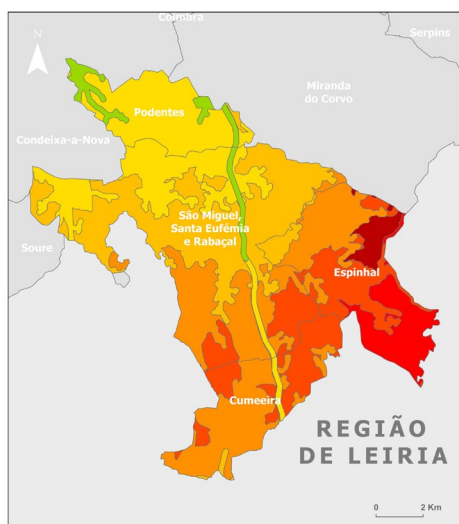 Coimbra
Serpins
N
Miranda
do Corvo
Podentes
Condeixa-a-Nova
São Miguel,
Santa Eufémia
e Rabaçal
Soure
Espinhal
Cumeeira
REGIÃO
DE LEIRIA
0 2 Km